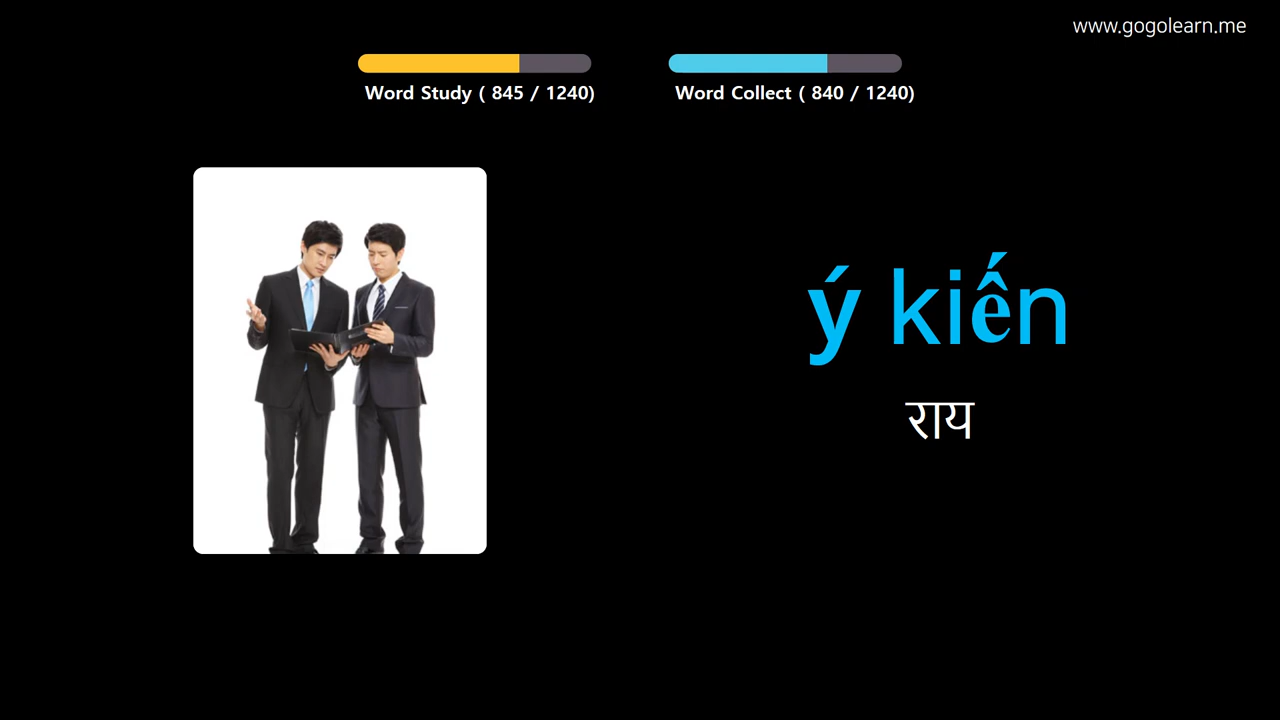 www.gogolearn.me
Word Study ( 845 / 1240)
Word Collect ( 840 / 1240)
ý kiến
राय